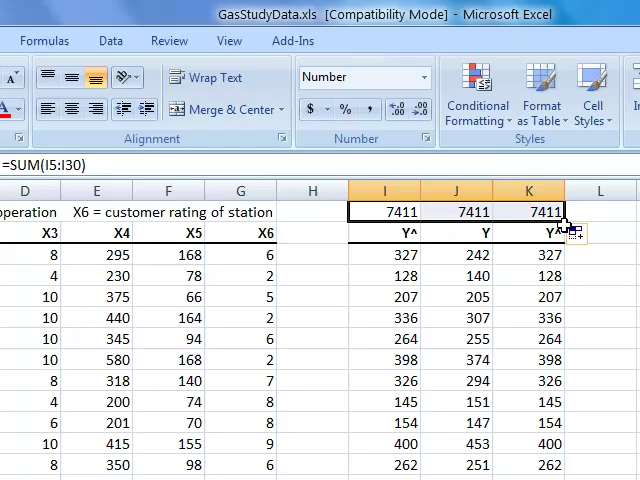 GasStudyData.xls [Compatibility Mode] - Microsoft Excel
Formulas Data Review View Add-Ins
A Wrap Text Number
A Merge & Center $ % , .00 .0 Conditional Formatting Format as Table Cell Styles
Alignment Number Styles
=SUM(I5:I30)
D E F G H I J K L
operation X6 = customer rating of station 7411 7411 7411
X3 X4 X5 X6 Y^ Y Y^
8 295 168 6 327 242 327
4 230 78 2 128 140 128
10 375 66 5 207 205 207
10 440 164 2 336 307 336
10 345 94 6 264 255 264
10 580 168 2 398 374 398
8 318 140 7 326 294 326
4 200 74 8 145 151 145
6 201 70 8 154 147 154
10 415 155 9 400 453 400
8 350 98 6 262 251 262